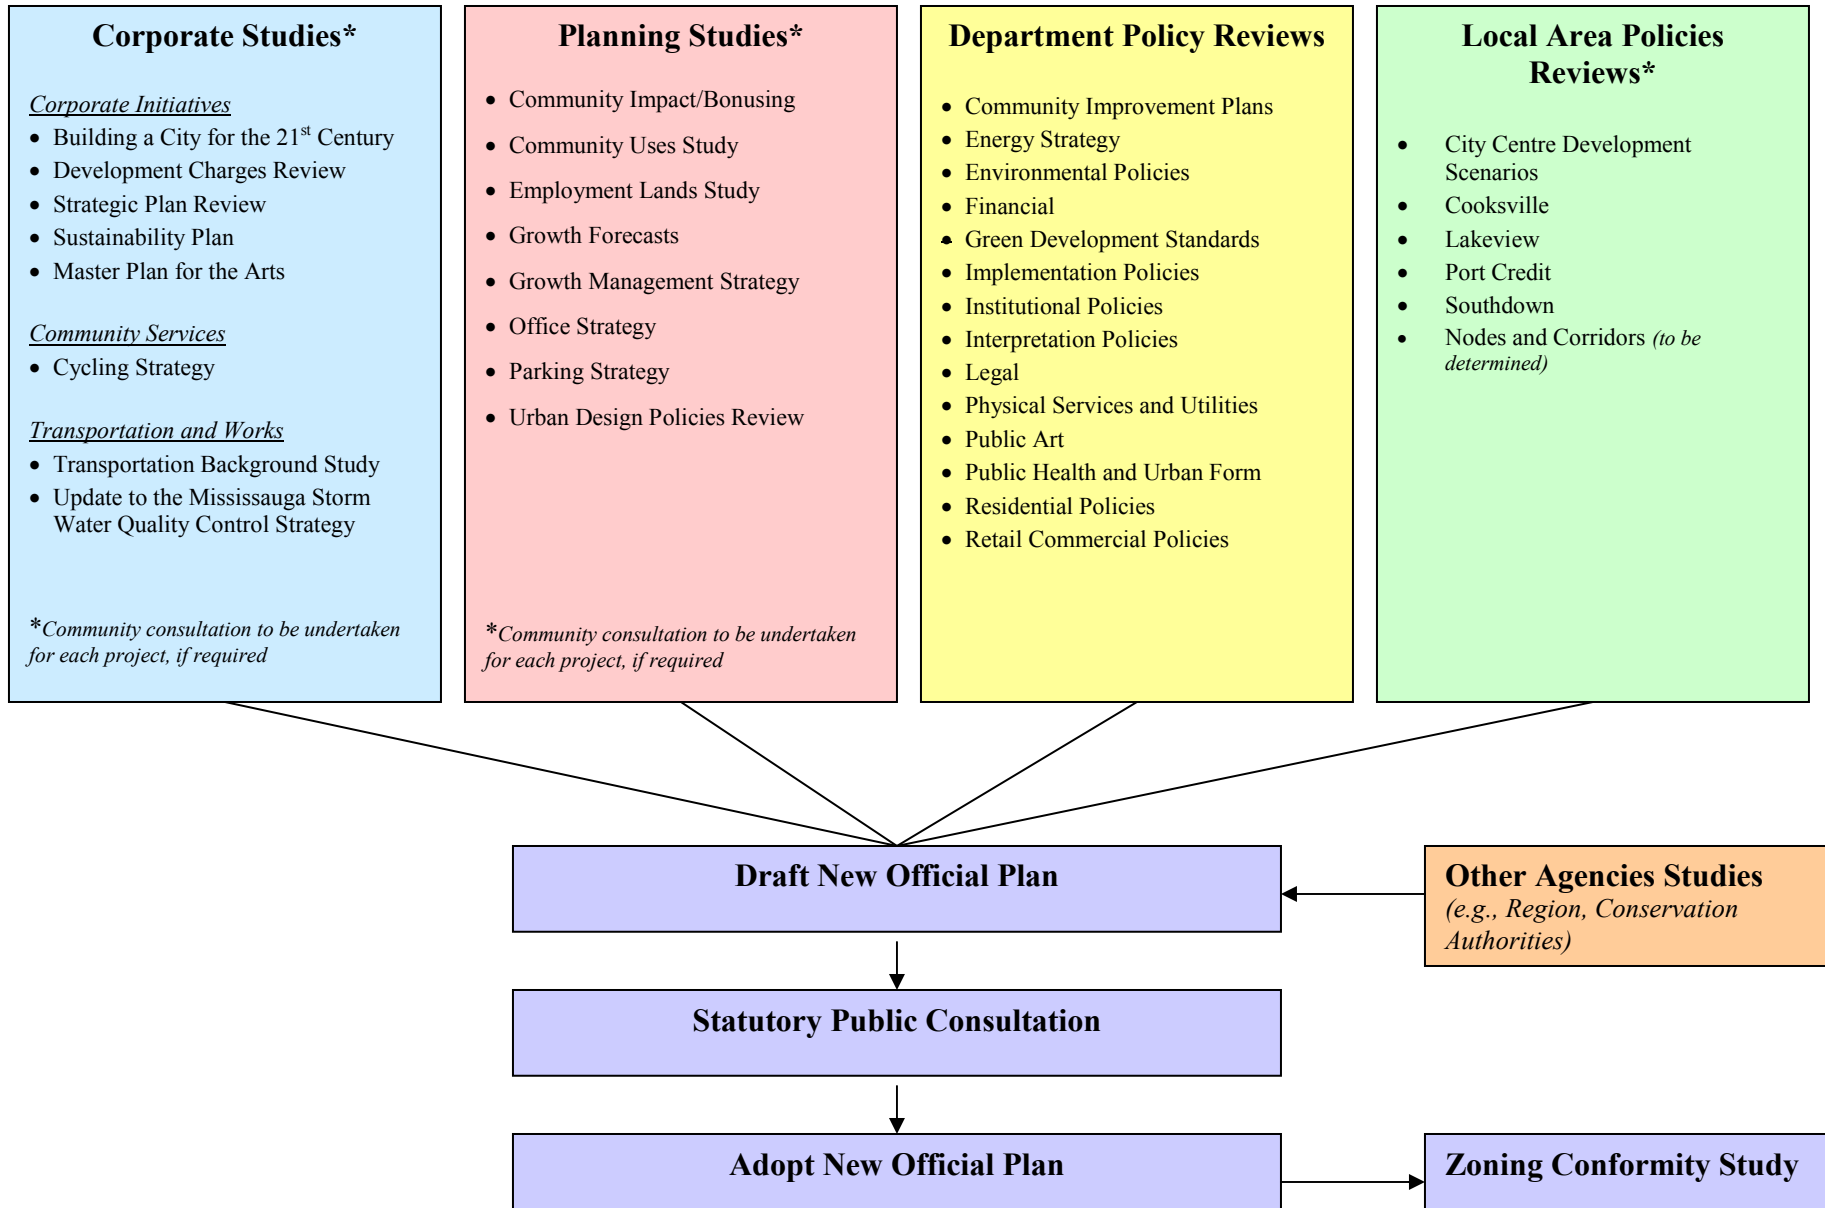 Corporate Studies*
Corporate Initiatives
• Building a City for the 21st Century
• Development Charges Review
• Strategic Plan Review
• Sustainability Plan
• Master Plan for the Arts
Community Services
• Cycling Strategy
Transportation and Works
• Transportation Background Study
• Update to the Mississauga Storm
Water Quality Control Strategy
*Community consultation to be undertaken
for each project, if required
Planning Studies*
• Community Impact/Bonusing
• Community Uses Study
• Employment Lands Study
• Growth Forecasts
• Growth Management Strategy
• Office Strategy
• Parking Strategy
• Urban Design Policies Review
*Community consultation to be undertaken
for each project, if required
Department Policy Reviews
• Community Improvement Plans
• Energy Strategy
• Environmental Policies
• Financial
• Green Development Standards
• Implementation Policies
• Institutional Policies
• Interpretation Policies
• Legal
• Physical Services and Utilities
• Public Art
• Public Health and Urban Form
• Residential Policies
• Retail Commercial Policies
Local Area Policies
Reviews*
• City Centre Development
Scenarios
• Cooksville
• Lakeview
• Port Credit
• Southdown
• Nodes and Corridors (to be
determined)
Draft New Official Plan
Other Agencies Studies
(e.g., Region, Conservation
Authorities)
Statutory Public Consultation
Adopt New Official Plan
Zoning Conformity Study